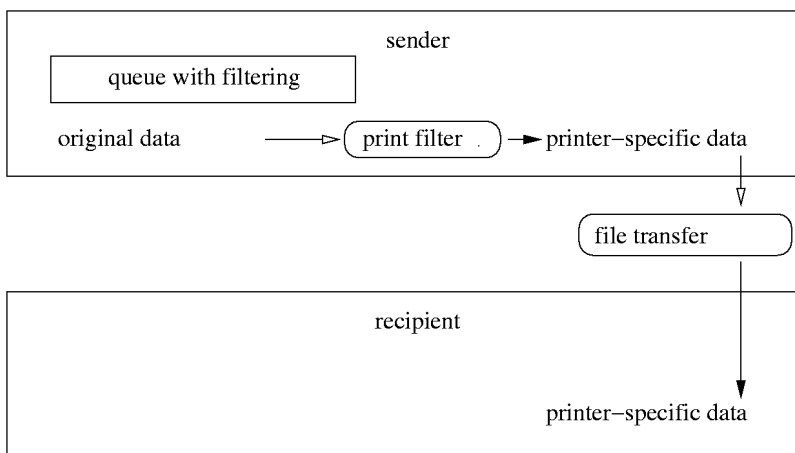 sender
queue with filtering
original data
print filter
printer−specific data
file transfer
recipient
printer−specific data